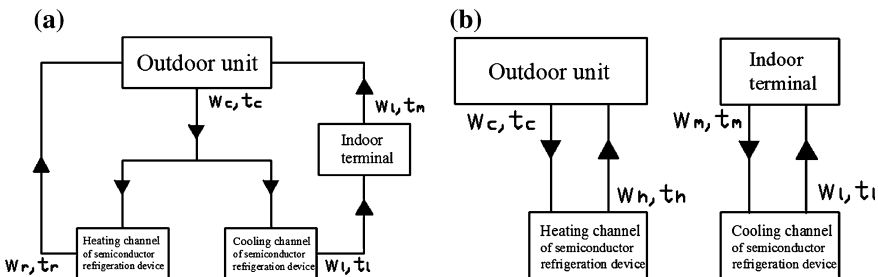 (a)
Outdoor unit
Wc, tc
Wl, tm
Indoor
terminal
Heating channel
of semiconductor
refrigeration device
Cooling channel
of semiconductor
refrigeration device
Wr, tr
Wl, tl
(b)
Outdoor unit
Indoor
terminal
Wc, tc
Wm, tm
Wh, th
Wl, tl
Heating channel
of semiconductor
refrigeration device
Cooling channel
of semiconductor
refrigeration device